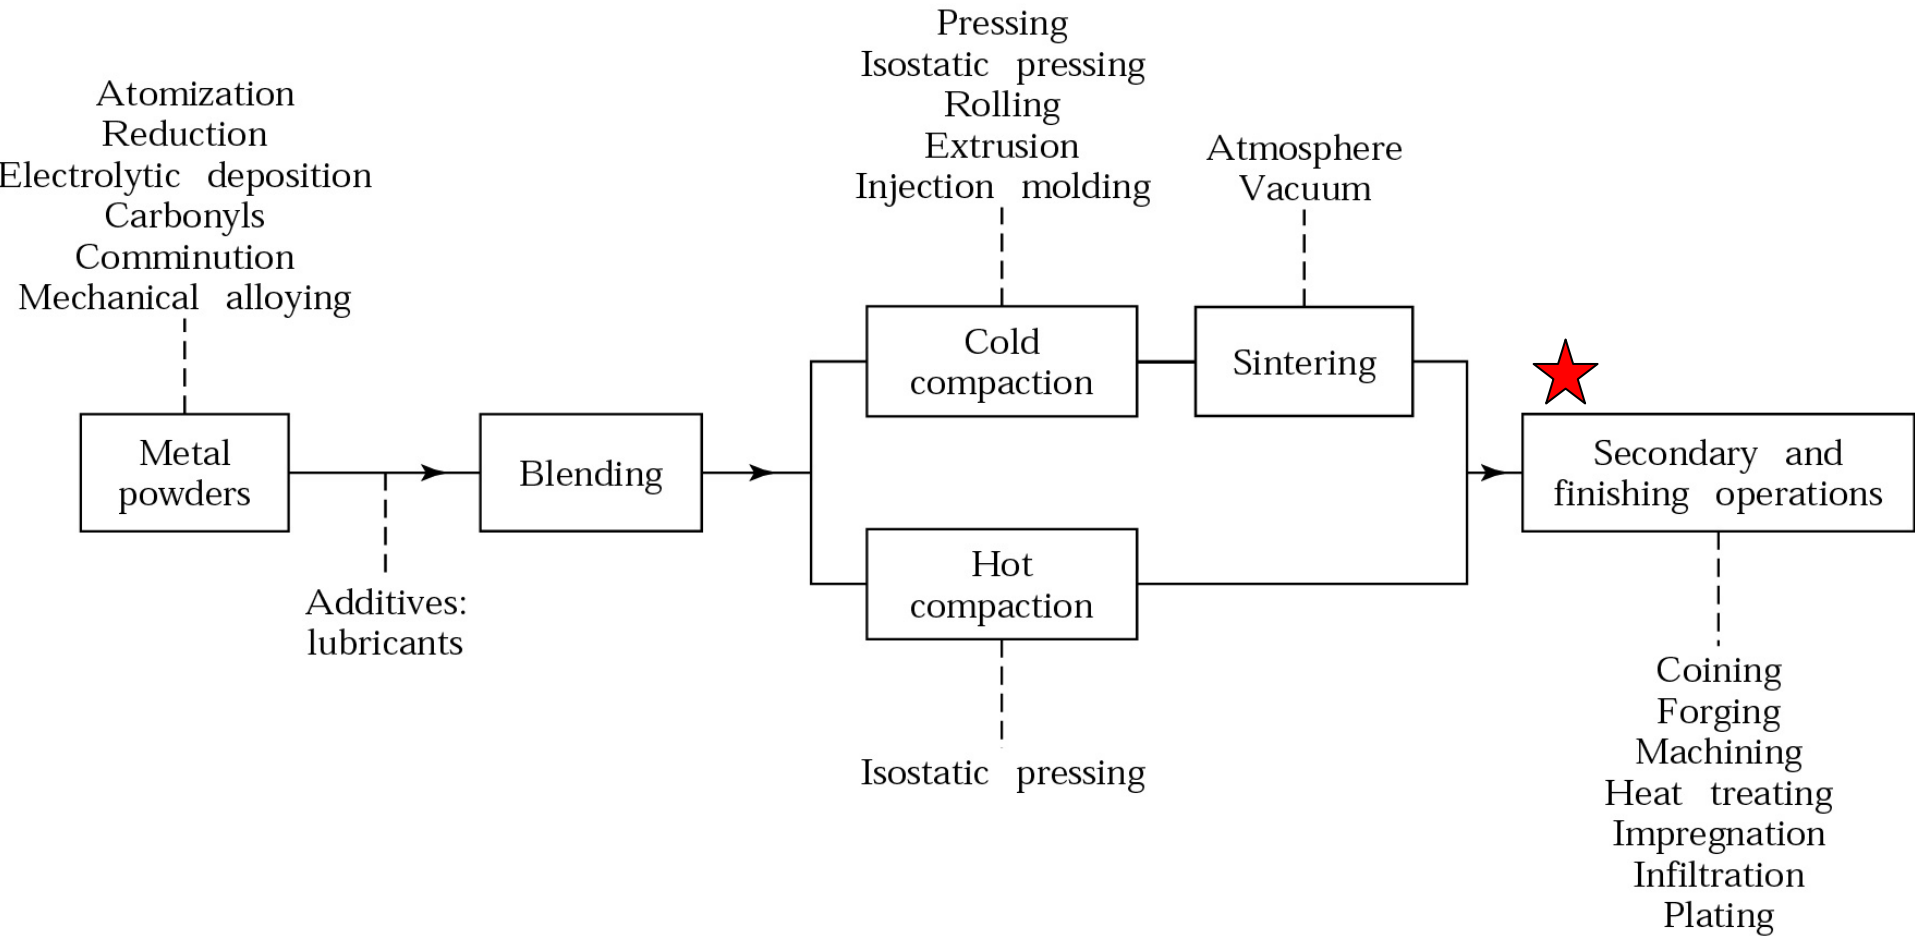 Pressing
Isostatic pressing
Rolling
Extrusion
Injection molding
Atomization
Reduction
Electrolytic deposition
Carbonyls
Comminution
Mechanical alloying
Atmosphere
Vacuum
Cold
compaction
Sintering
Metal
powders
Blending
Secondary and
finishing operations
Hot
compaction
Additives:
lubricants
Isostatic pressing
Coining
Forging
Machining
Heat treating
Impregnation
Infiltration
Plating